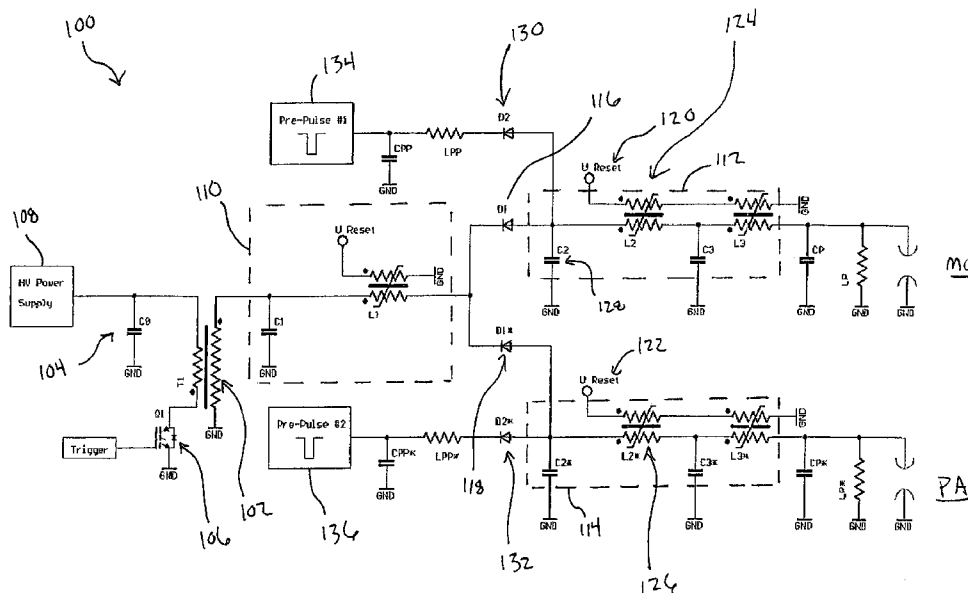 100
134
130
124
Pre-Pulse #1
D2
116
120
112
CPP
LPP
U Reset
GND
110
108
U Reset
D1
L2
L3
GND
HV Power
Supply
GND
C2
C3
CP
LP
MO
C0
C1
L1
128
104
GND
GND
GND
GND
GND
GND
GND
T1
D1*
122
U Reset
Q1
Pre-Pulse #2
D2*
GND
Trigger
GND
GND
CPP*
LPP*
L2*
L3*
C2*
C3*
CP*
LP*
PA
GND
118
102
GND
GND
GND
GND
GND
106
136
132
114
126